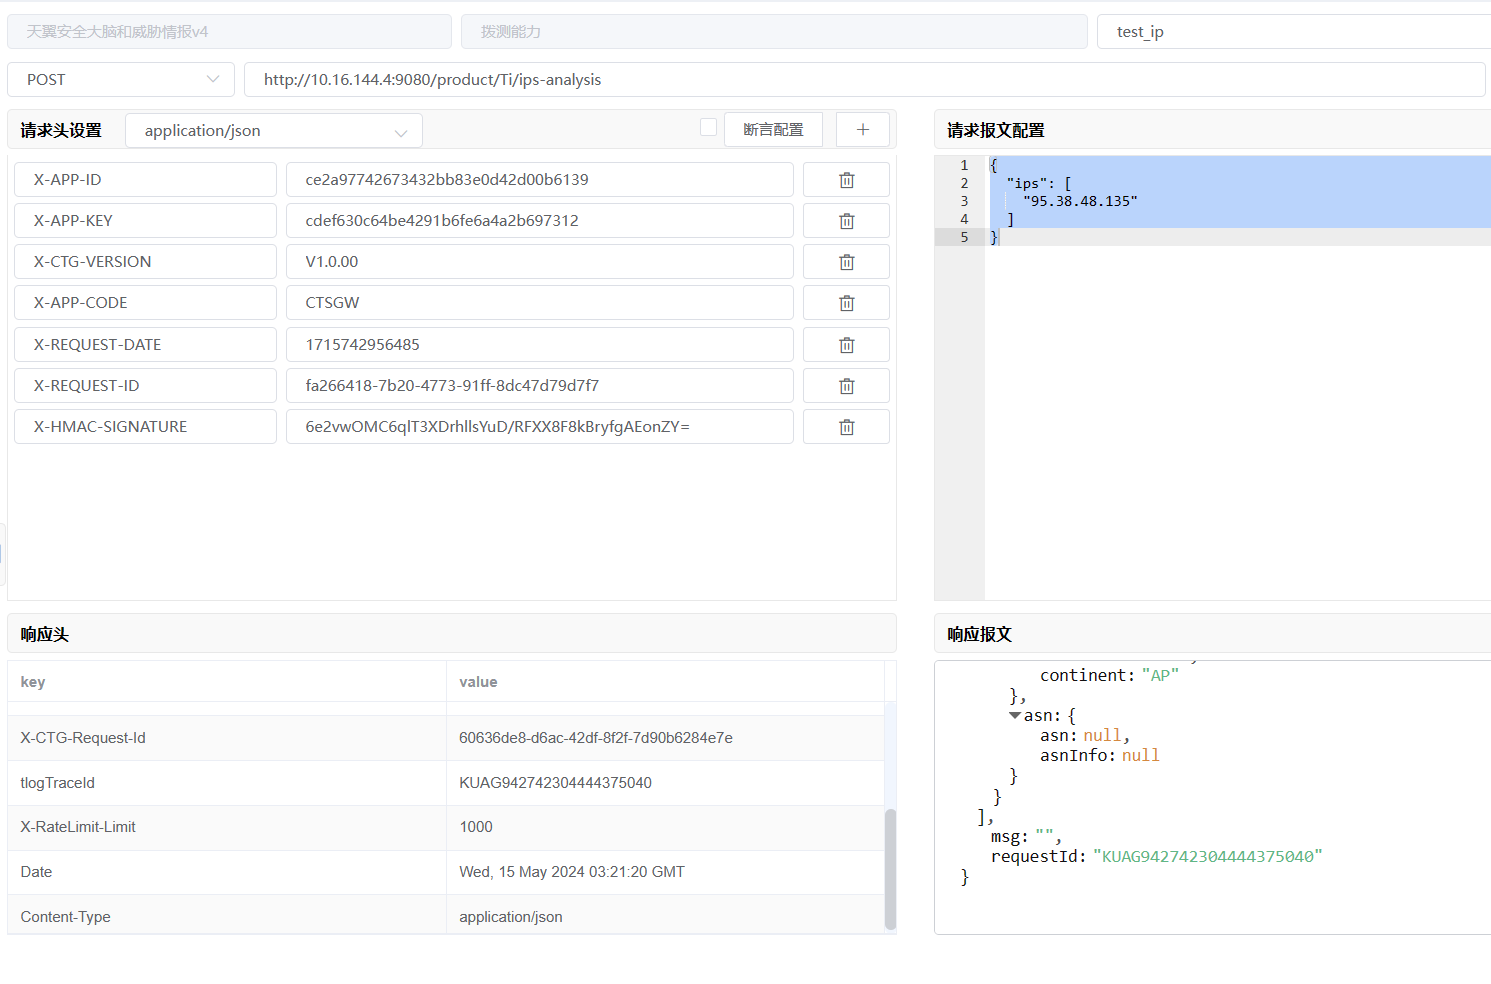 天翼安全大脑和威胁情报v4
拨测能力
test_ip
POST
http://10.16.144.4:9080/product/Ti/ips-analysis
请求头设置
application/json
断言配置
+
X-APP-ID
ce2a97742673432bb83e0d42d00b6139
X-APP-KEY
cdef630c64be4291b6fe6a4a2b697312
X-CTG-VERSION
V1.0.00
X-APP-CODE
CTSGW
X-REQUEST-DATE
1715742956485
X-REQUEST-ID
fa266418-7b20-4773-91ff-8dc47d79d7f7
X-HMAC-SIGNATURE
6e2vwOMC6qlT3XDrhllsYuD/RFXX8F8kBryfgAEonZY=
请求报文配置
1 {
2 "ips": [
3 "95.38.48.135"
4 ]
5 }
响应头
key value
X-CTG-Request-Id 60636de8-d6ac-42df-8f2f-7d90b6284e7e
tlogTraceId KUAG942742304444375040
X-RateLimit-Limit 1000
Date Wed, 15 May 2024 03:21:20 GMT
Content-Type application/json
响应报文
continent: "AP"
},
asn: {
asn: null,
asnInfo: null
}
}
],
msg: "",
requestId: "KUAG942742304444375040"
}